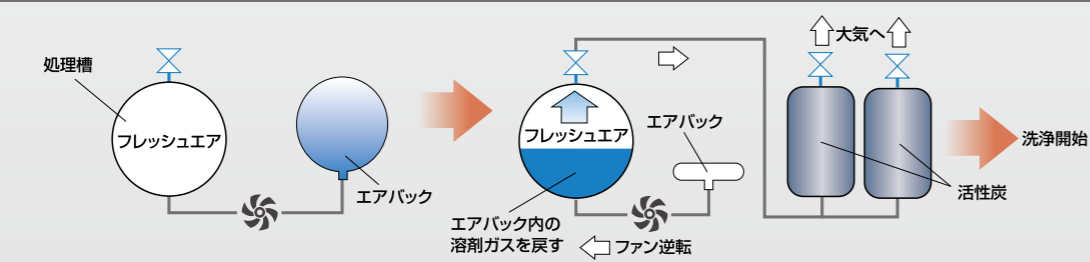 処理槽
フレッシュエア
エアバック
フレッシュエア
エアバック内の
溶剤ガスを戻す
ファン逆転
エアバック
大気へ
活性炭
洗浄開始